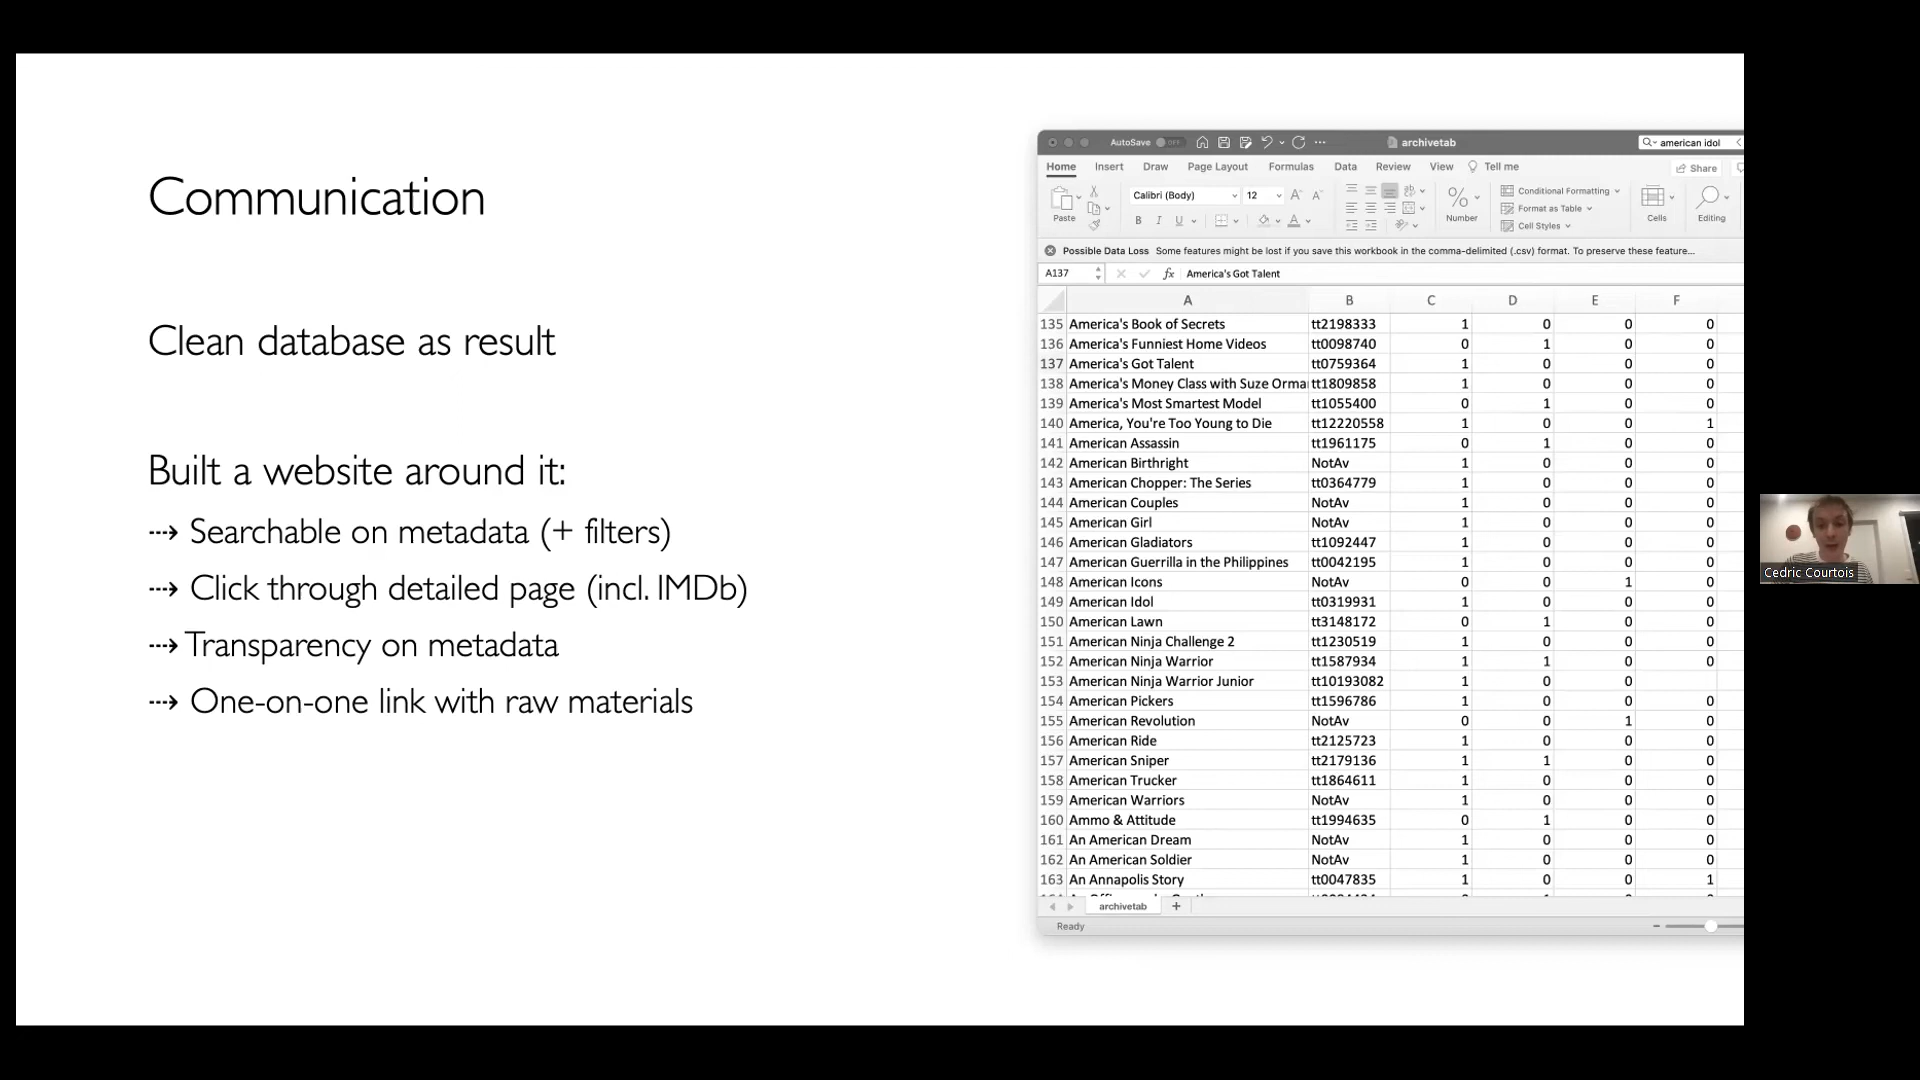 Communication
Clean database as result
Built a website around it:
⤏ Searchable on metadata (+ filters)
⤏ Click through detailed page (incl. IMDb)
⤏ Transparency on metadata
⤏ One-on-one link with raw materials
AutoSave OFF archivetab american idol
Home Insert Draw Page Layout Formulas Data Review View Tell me Share
Paste Calibri (Body) 12 Number Conditional Formatting Format as Table Cell Styles Cells Editing
Possible Data Loss Some features might be lost if you save this workbook in the comma-delimited (.csv) format. To preserve these feature...
A137 fx America's Got Talent
A B C D E F
135 America's Book of Secrets tt2198333 1 0 0 0
136 America's Funniest Home Videos tt0098740 0 1 0 0
137 America's Got Talent tt0759364 1 0 0 0
138 America's Money Class with Suze Orma tt1809858 1 0 0 0
139 America's Most Smartest Model tt1055400 0 1 0 0
140 America, You're Too Young to Die tt12220558 1 0 0 1
141 American Assassin tt1961175 0 1 0 0
142 American Birthright NotAv 1 0 0 0
143 American Chopper: The Series tt0364779 1 0 0 0
144 American Couples NotAv 1 0 0 0
145 American Girl NotAv 1 0 0 0
146 American Gladiators tt1092447 1 0 0 0
147 American Guerrilla in the Philippines tt0042195 1 0 0 0
148 American Icons NotAv 0 0 1 0
149 American Idol tt0319931 1 0 0 0
150 American Lawn tt3148172 0 1 0 0
151 American Ninja Challenge 2 tt1230519 1 0 0 0
152 American Ninja Warrior tt1587934 1 1 0 0
153 American Ninja Warrior Junior tt10193082 1 0 0
154 American Pickers tt1596786 1 0 0 0
155 American Revolution NotAv 0 0 1 0
156 American Ride tt2125723 1 0 0 0
157 American Sniper tt2179136 1 1 0 0
158 American Trucker tt1864611 1 0 0 0
159 American Warriors NotAv 1 0 0 0
160 Ammo & Attitude tt1994635 0 1 0 0
161 An American Dream NotAv 1 0 0 0
162 An American Soldier NotAv 1 0 0 0
163 An Annapolis Story tt0047835 1 0 0 1
archivetab +
Ready
Cedric Courtois